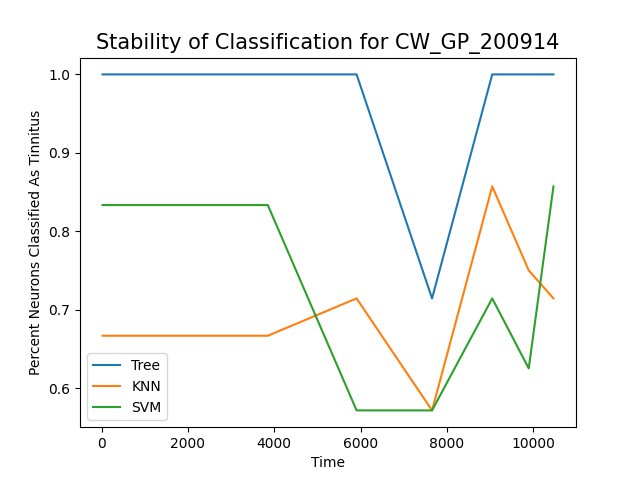 Stability of Classification for CW_GP_200914
Percent Neurons Classified As Tinnitus
1.0
0.9
0.8
0.7
0.6
Tree
KNN
SVM
0 2000 4000 6000 8000 10000
Time